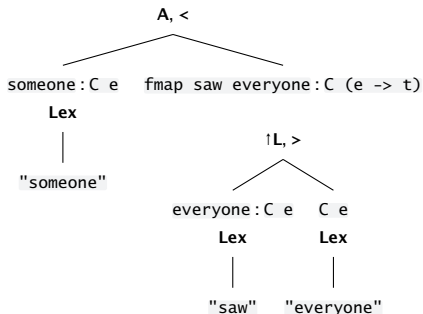 A, <
someone:C e fmap saw everyone:C (e -> t)
Lex
↑L, >
"someone"
everyone:C e C e
Lex Lex
"saw" "everyone"